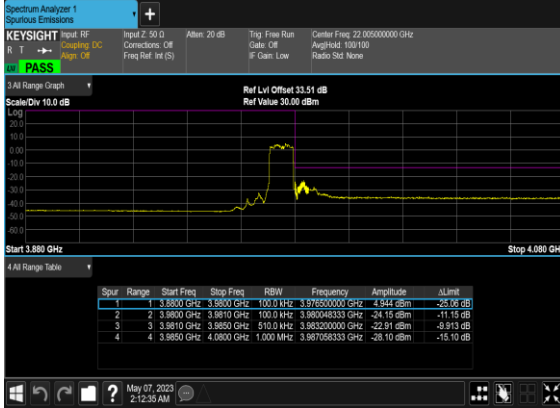 Spectrum Analyzer 1
Spurious Emissions
+
KEYSIGHT Input: RF Input Z: 50 Ω Atten: 20 dB Trig: Free Run Center Freq: 22.005000000 GHz
R T Coupling: DC Corrections: Off Gate: Off Avg|Hold: 100/100
Align: Off Freq Ref: Int (S) IF Gain: Low Radio Std: None
LXI PASS
3 All Range Graph
Ref Lvl Offset 33.51 dB
Scale/Div 10.0 dB Ref Value 30.00 dBm
Log
20.0
10.0
0.00
-10.0
-20.0
-30.0
-40.0
-50.0
-60.0
Start 3.880 GHz Stop 4.080 GH
4 All Range Table
Spur Range Start Freq Stop Freq RBW Frequency Amplitude ΔLimit
1 1 3.8800 GHz 3.9800 GHz 100.0 kHz 3.976500000 GHz 4.944 dBm -25.06 dB
2 2 3.9800 GHz 3.9810 GHz 100.0 kHz 3.980048333 GHz -24.15 dBm -11.15 dB
3 3 3.9810 GHz 3.9850 GHz 510.0 kHz 3.983200000 GHz -22.91 dBm -9.913 dB
4 4 3.9850 GHz 4.0800 GHz 1.000 MHz 3.987058333 GHz -28.10 dBm -15.10 dB
? May 07, 2023
2:12:35 AM